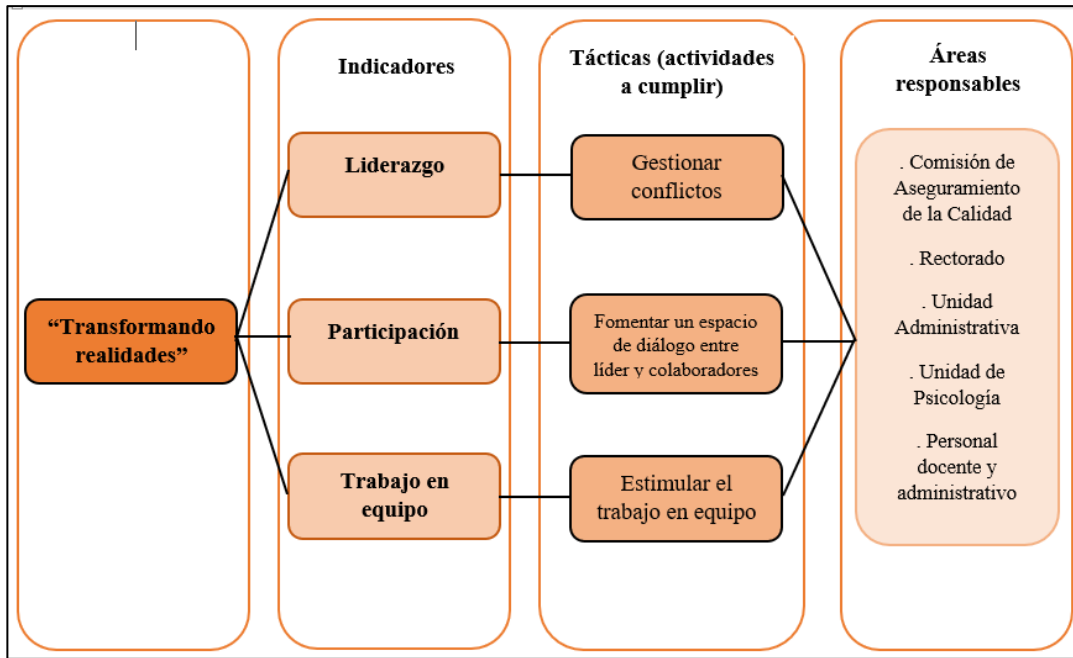 Indicadores
Tácticas (actividades
a cumplir)
Áreas
responsables
“Transformando
realidades”
Liderazgo
Participación
Trabajo en
equipo
Gestionar
conflictos
Fomentar un espacio
de diálogo entre
líder y colaboradores
Estimular el
trabajo en equipo
. Comisión de
Aseguramiento
de la Calidad
. Rectorado
. Unidad
Administrativa
. Unidad de
Psicología
. Personal
docente y
administrativo